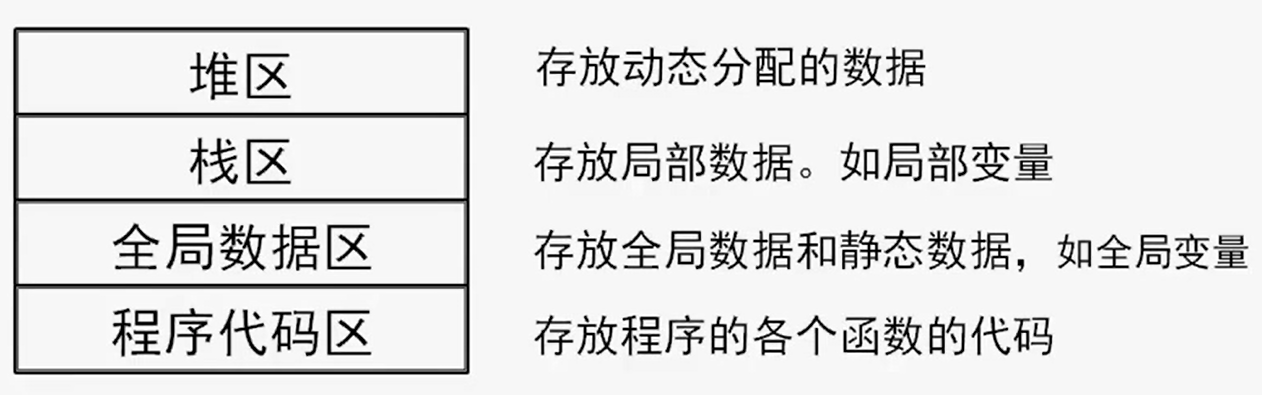 堆区 存放动态分配的数据
栈区 存放局部数据。如局部变量
全局数据区 存放全局数据和静态数据，如全局变量
程序代码区 存放程序的各个函数的代码